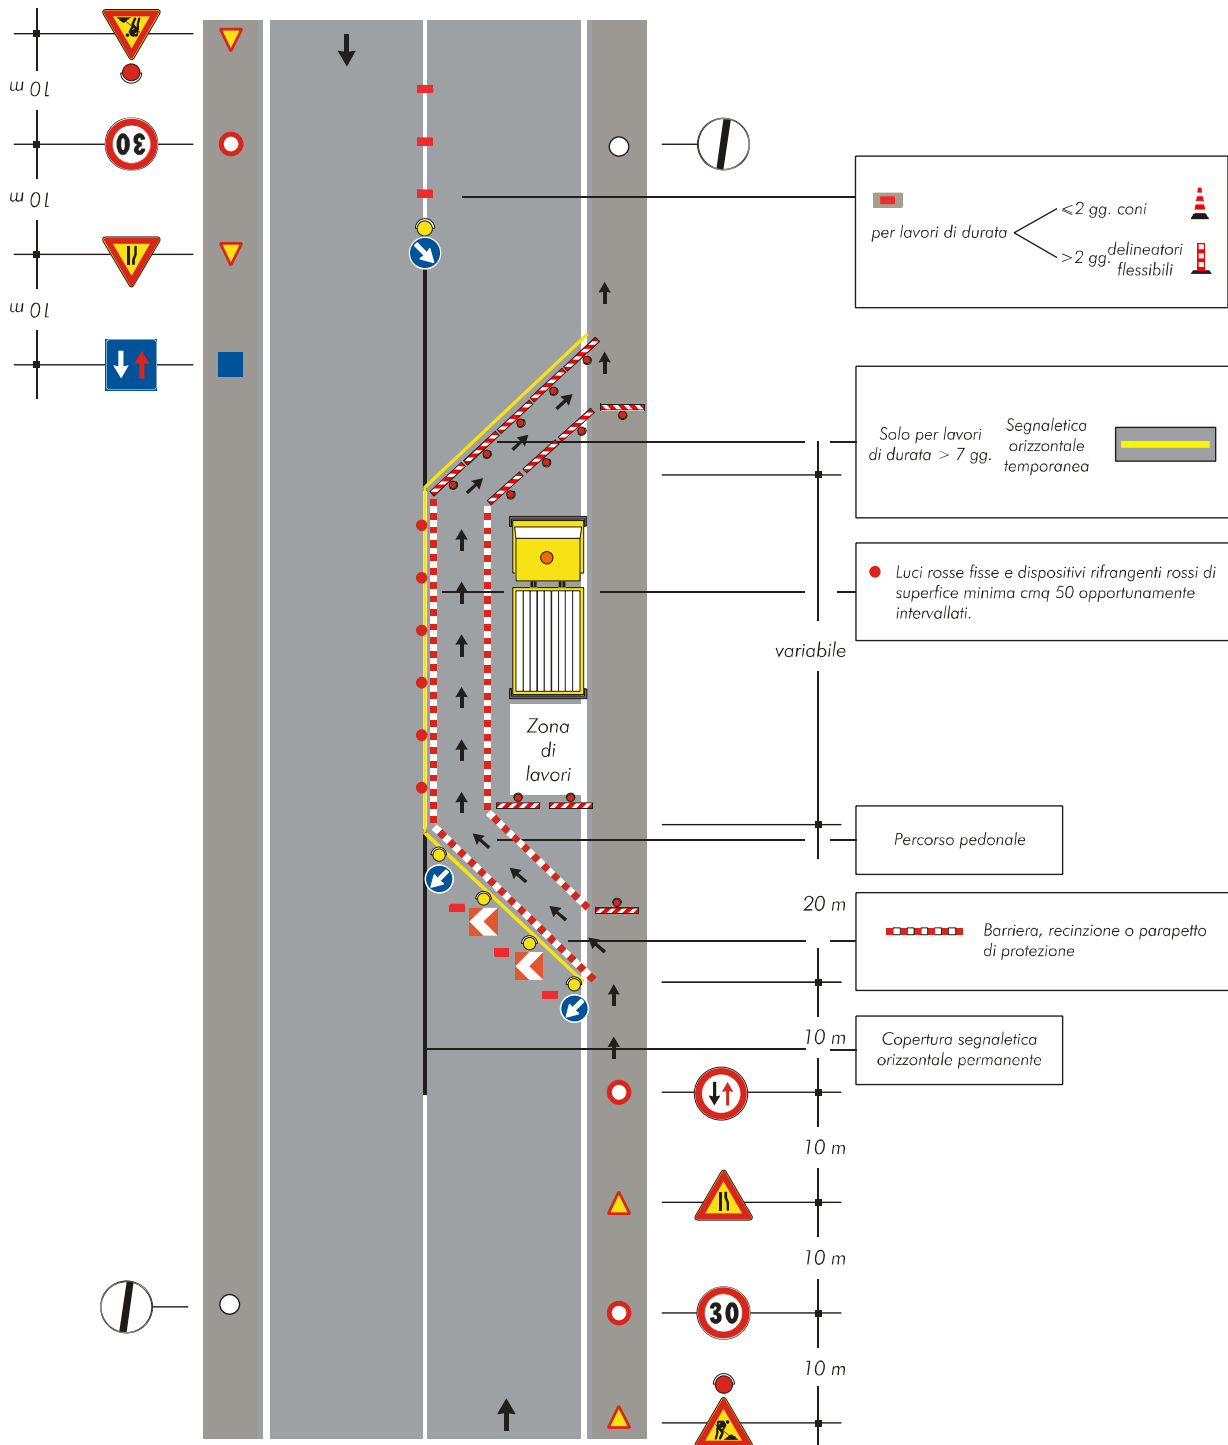 10 m
30
10 m
10 m
per lavori di durata
⩽2 gg. coni
>2 gg. delineatori
flessibili
Solo per lavori
di durata > 7 gg.
Segnaletica
orizzontale
temporanea
Luci rosse fisse e dispositivi rifrangenti rossi di
superfice minima cmq 50 opportunamente
intervallati.
variabile
Zona
di
lavori
Percorso pedonale
20 m
Barriera, recinzione o parapetto
di protezione
10 m
Copertura segnaletica
orizzontale permanente
10 m
10 m
30
10 m